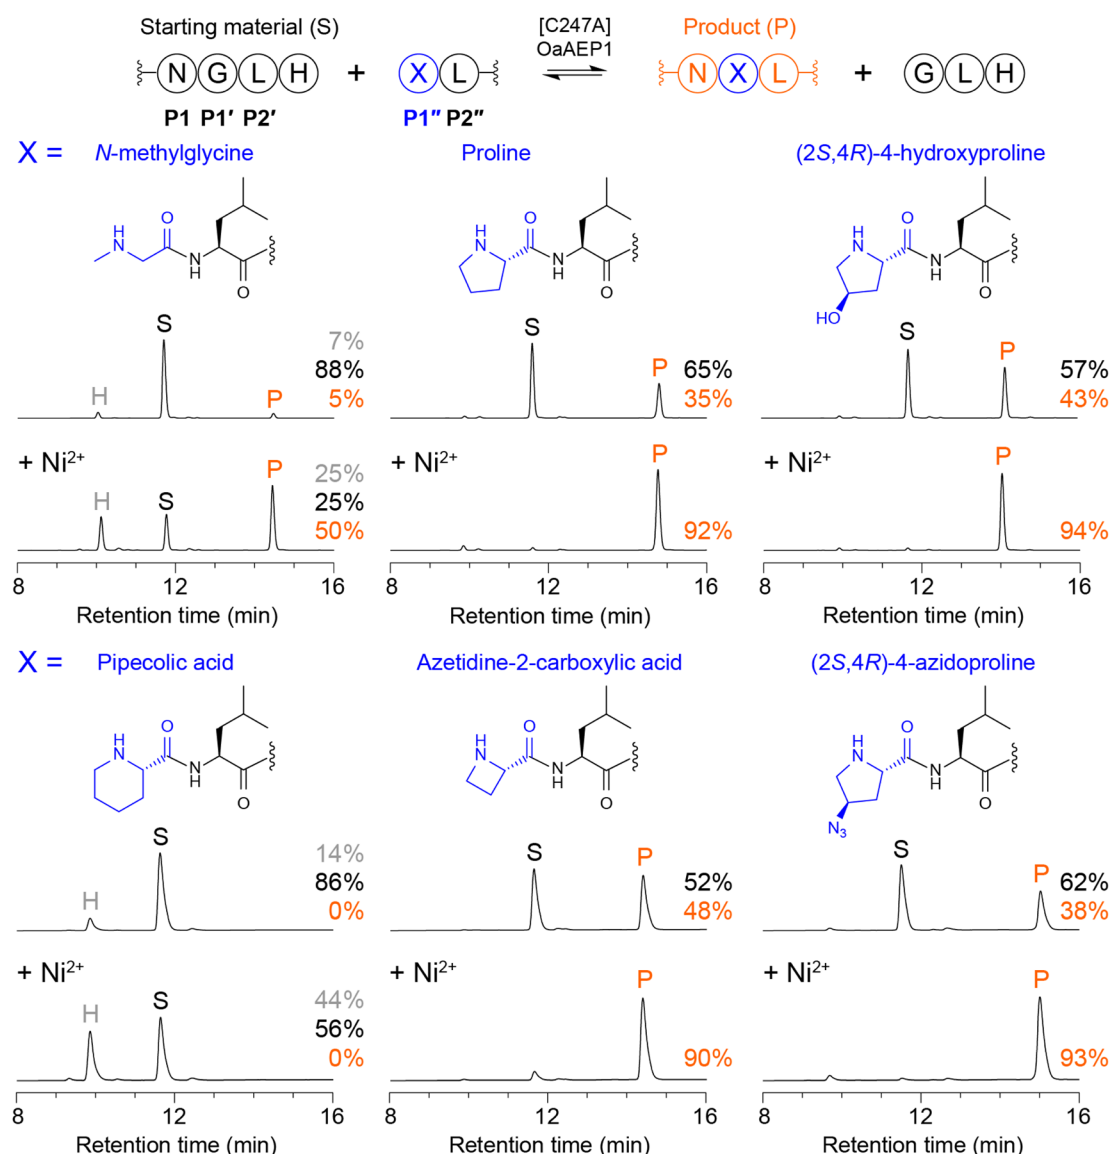 Starting material (S)
[C247A]
OaAEP1
Product (P)
N G L H + X L N X L + G L H
P1 P1′ P2′ P1″ P2″
X = N-methylglycine
Proline
(2S,4R)-4-hydroxyproline
H
N
O
N
H
O
H
N
O
N
H
O
H
N
O
N
H
O
HO
H
S
P
7%
88%
5%
S
P
65%
35%
S
P
57%
43%
+ Ni²⁺
H
S
P
25%
25%
50%
+ Ni²⁺
P
92%
+ Ni²⁺
P
94%
8 12 16
8 12 16
8 12 16
Retention time (min)
Retention time (min)
Retention time (min)
X = Pipecolic acid
Azetidine-2-carboxylic acid
(2S,4R)-4-azidoproline
H
N
O
N
H
O
H
N
O
N
H
O
H
N
O
N
H
O
N₃
H
S
14%
86%
0%
S
P
52%
48%
S
P
62%
38%
+ Ni²⁺
H
S
44%
56%
0%
+ Ni²⁺
P
90%
+ Ni²⁺
P
93%
8 12 16
8 12 16
8 12 16
Retention time (min)
Retention time (min)
Retention time (min)